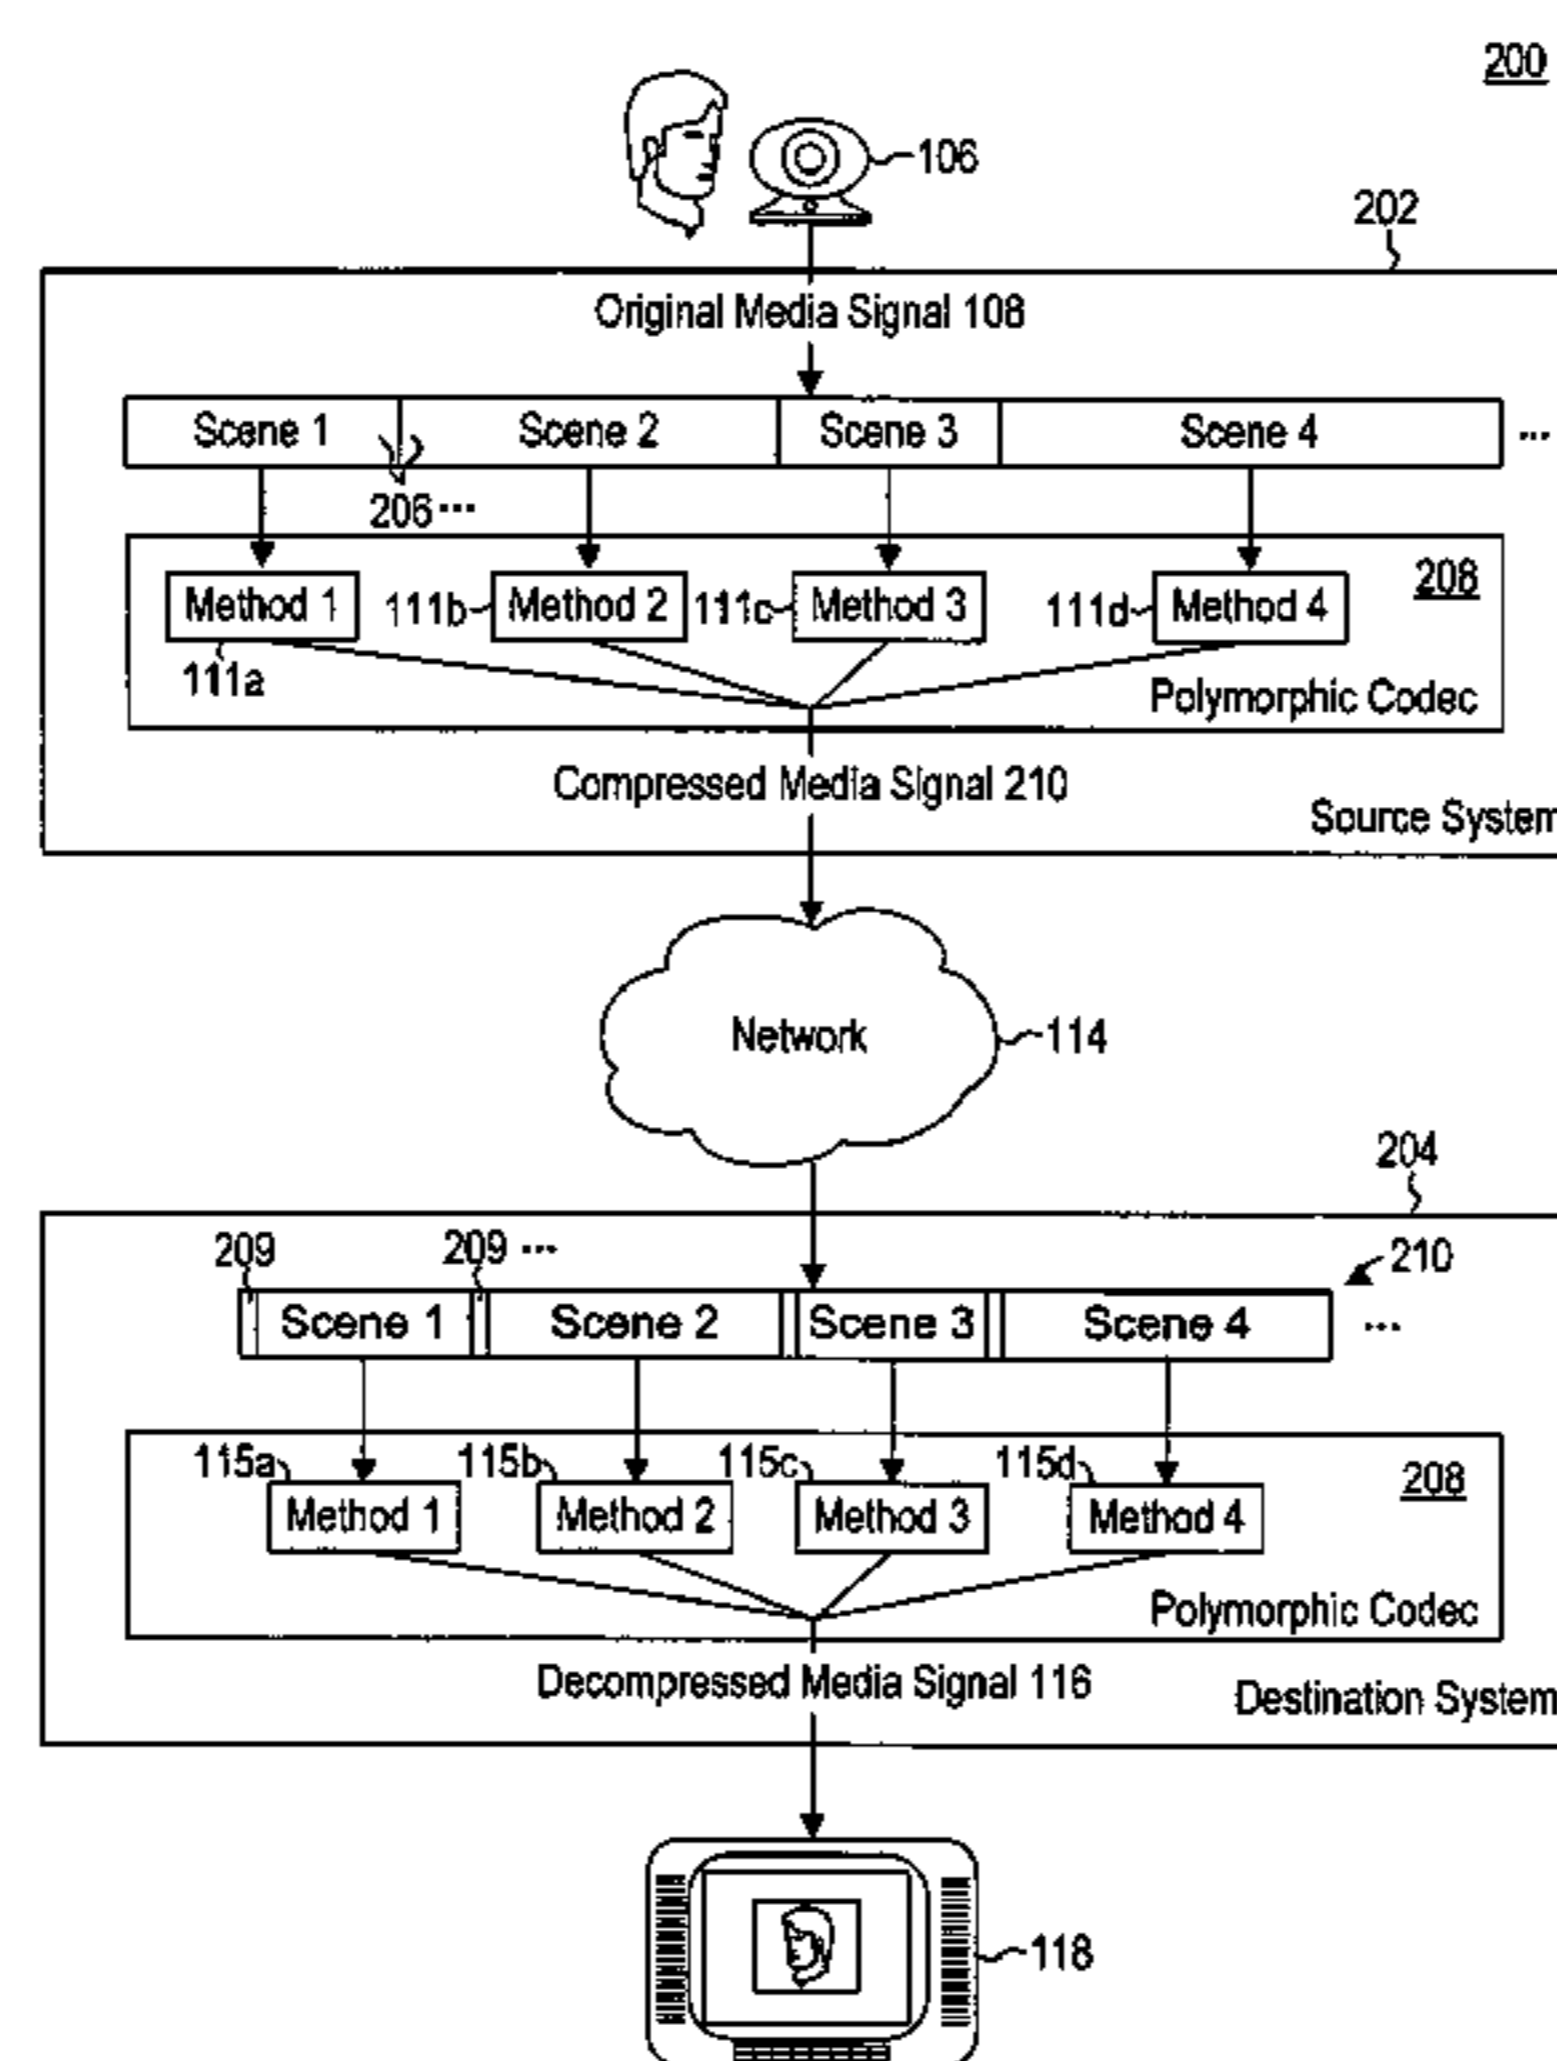 200
106
202
Original Media Signal 108
Scene 1 Scene 2 Scene 3 Scene 4 ...
206 ...
Method 1 111b Method 2 111c Method 3 111d Method 4 208
111a
Polymorphic Codec
Compressed Media Signal 210
Source System
Network 114
204
209 209 ... 210
Scene 1 Scene 2 Scene 3 Scene 4 ...
115a 115b 115c 115d 208
Method 1 Method 2 Method 3 Method 4
Polymorphic Codec
Decompressed Media Signal 116
Destination System
118